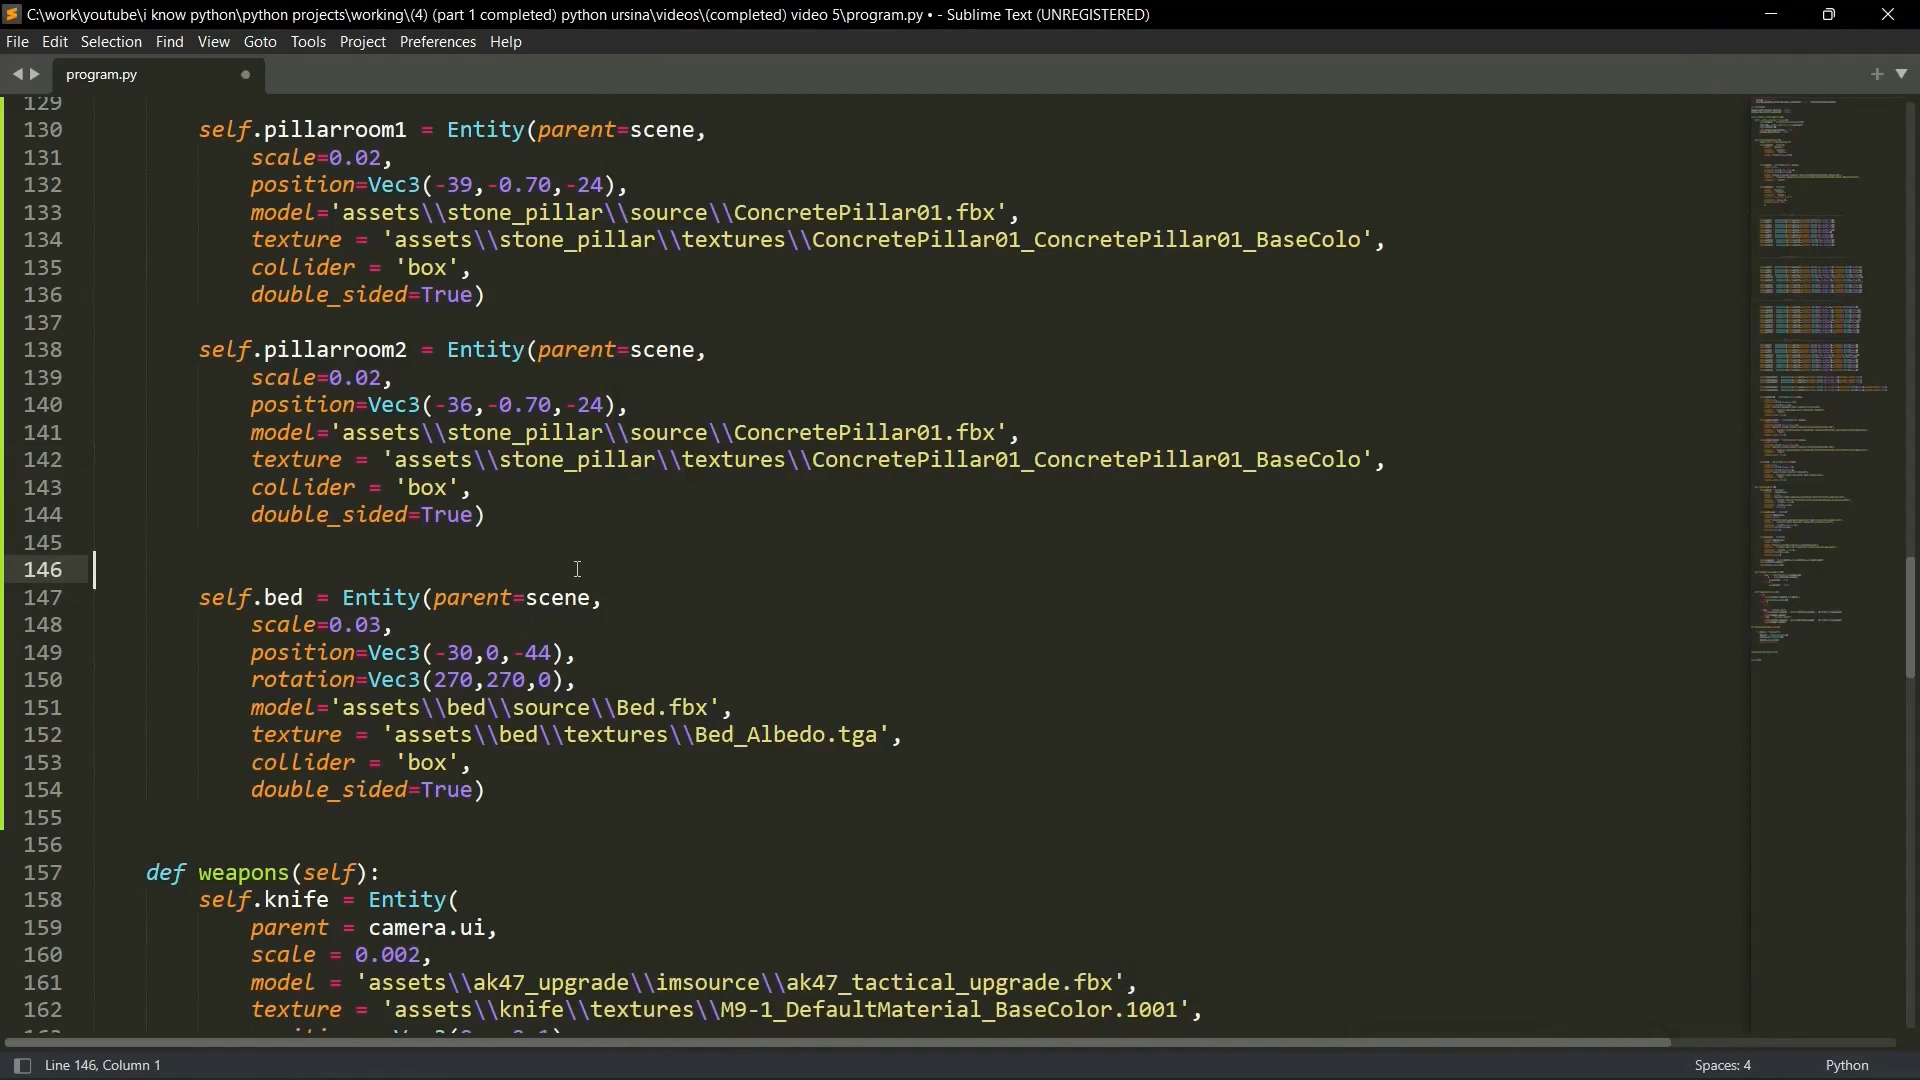 C:\work\youtube\i know python\python projects\working\(4) (part 1 completed) python ursina\videos\(completed) video 5\program.py • - Sublime Text (UNREGISTERED)
File Edit Selection Find View Goto Tools Project Preferences Help
program.py
129
130 self.pillarroom1 = Entity(parent=scene,
131 scale=0.02,
132 position=Vec3(-39,-0.70,-24),
133 model='assets\\stone_pillar\\source\\ConcretePillar01.fbx',
134 texture = 'assets\\stone_pillar\\textures\\ConcretePillar01_ConcretePillar01_BaseColo',
135 collider = 'box',
136 double_sided=True)
137
138 self.pillarroom2 = Entity(parent=scene,
139 scale=0.02,
140 position=Vec3(-36,-0.70,-24),
141 model='assets\\stone_pillar\\source\\ConcretePillar01.fbx',
142 texture = 'assets\\stone_pillar\\textures\\ConcretePillar01_ConcretePillar01_BaseColo',
143 collider = 'box',
144 double_sided=True)
145
146
147 self.bed = Entity(parent=scene,
148 scale=0.03,
149 position=Vec3(-30,0,-44),
150 rotation=Vec3(270,270,0),
151 model='assets\\bed\\source\\Bed.fbx',
152 texture = 'assets\\bed\\textures\\Bed_Albedo.tga',
153 collider = 'box',
154 double_sided=True)
155
156
157 def weapons(self):
158 self.knife = Entity(
159 parent = camera.ui,
160 scale = 0.002,
161 model = 'assets\\ak47_upgrade\\imsource\\ak47_tactical_upgrade.fbx',
162 texture = 'assets\\knife\\textures\\M9-1_DefaultMaterial_BaseColor.1001',
Line 146, Column 1
Spaces: 4
Python